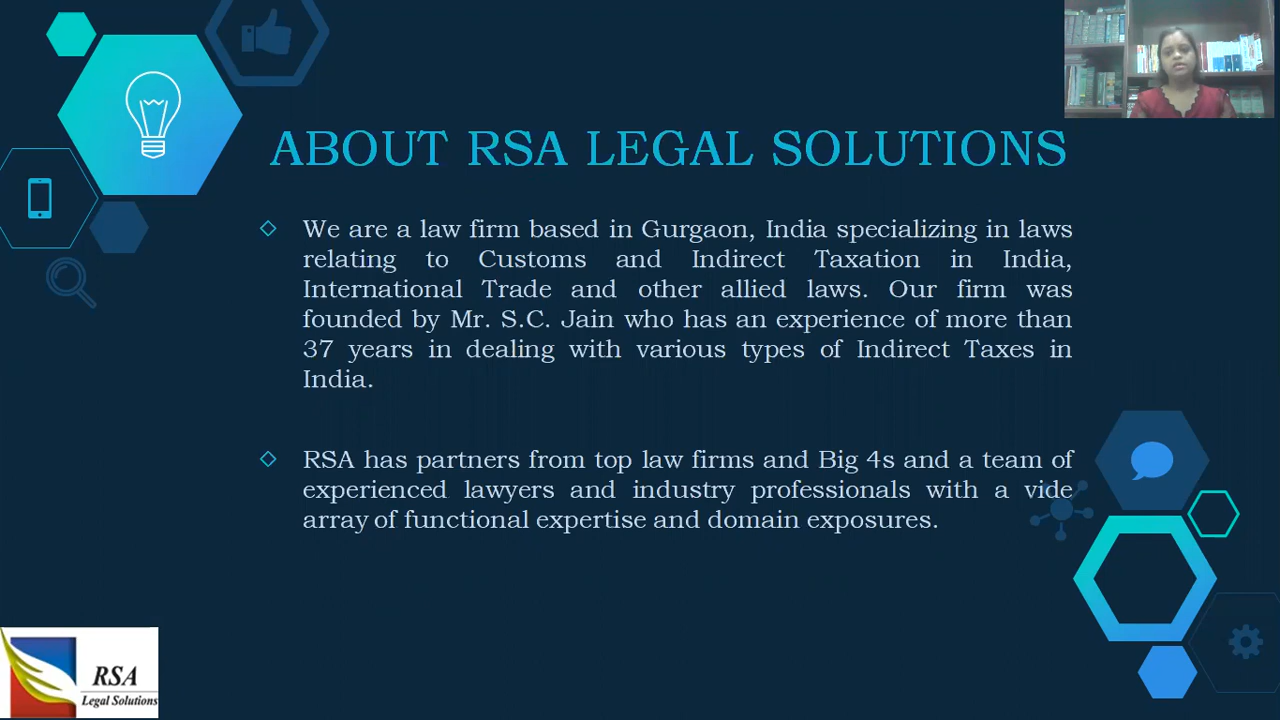 ABOUT RSA LEGAL SOLUTIONS
We are a law firm based in Gurgaon, India specializing in laws
relating to Customs and Indirect Taxation in India,
International Trade and other allied laws. Our firm was
founded by Mr. S.C. Jain who has an experience of more than
37 years in dealing with various types of Indirect Taxes in
India.
RSA has partners from top law firms and Big 4s and a team of
experienced lawyers and industry professionals with a vide
array of functional expertise and domain exposures.
RSA
Legal Solutions